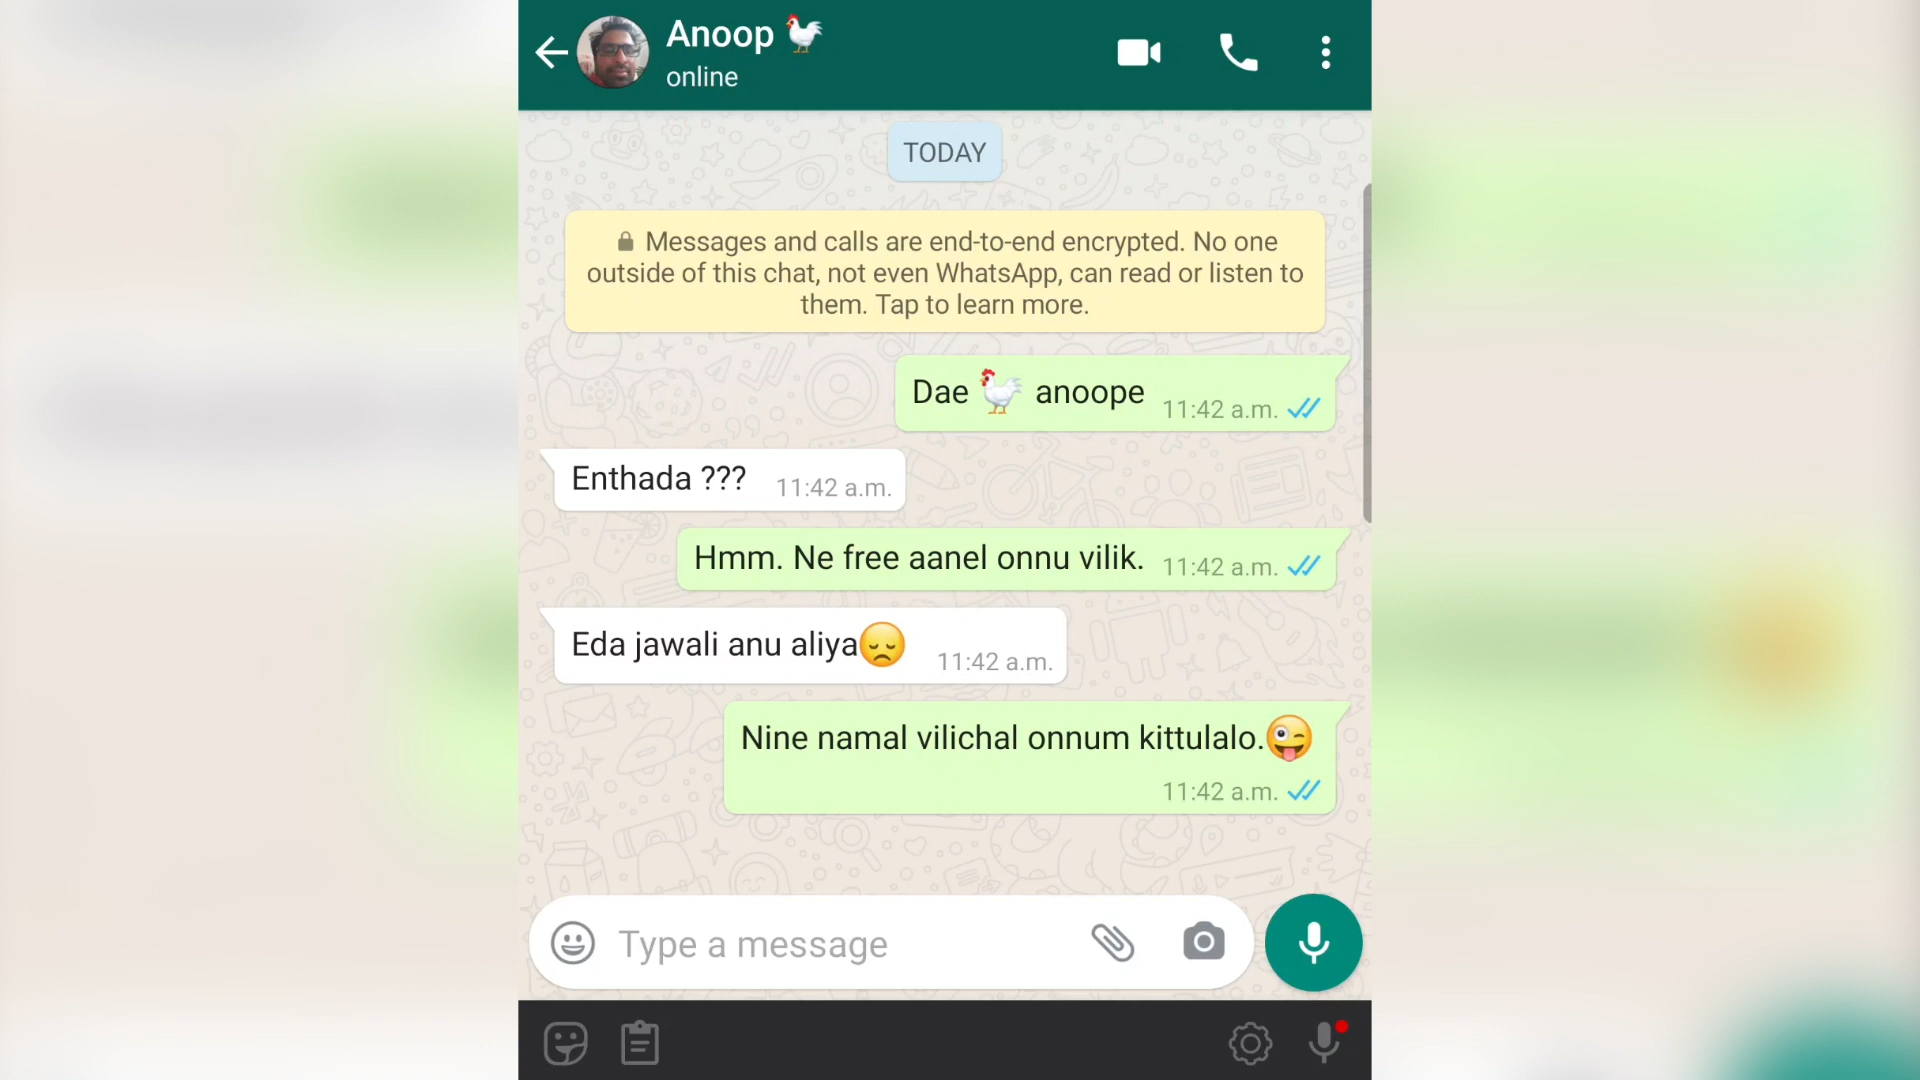 Anoop 🐓
online
TODAY
🔒 Messages and calls are end-to-end encrypted. No one
outside of this chat, not even WhatsApp, can read or listen to
them. Tap to learn more.
Dae 🐓 anoope 11:42 a.m.
Enthada ??? 11:42 a.m.
Hmm. Ne free aanel onnu vilik. 11:42 a.m.
Eda jawali anu aliya😞 11:42 a.m.
Nine namal vilichal onnum kittulalo.😜
11:42 a.m.
Type a message